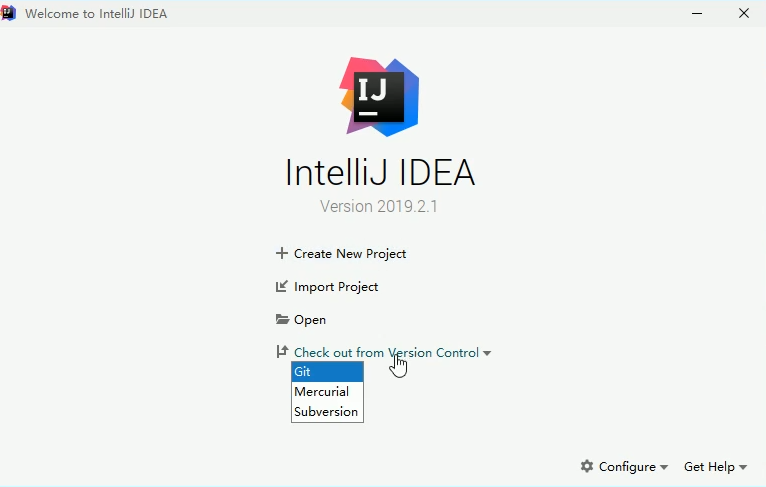 Welcome to IntelliJ IDEA
IJ
IntelliJ IDEA
Version 2019.2.1
Create New Project
Import Project
Open
Check out from Version Control
Git
Mercurial
Subversion
Configure
Get Help